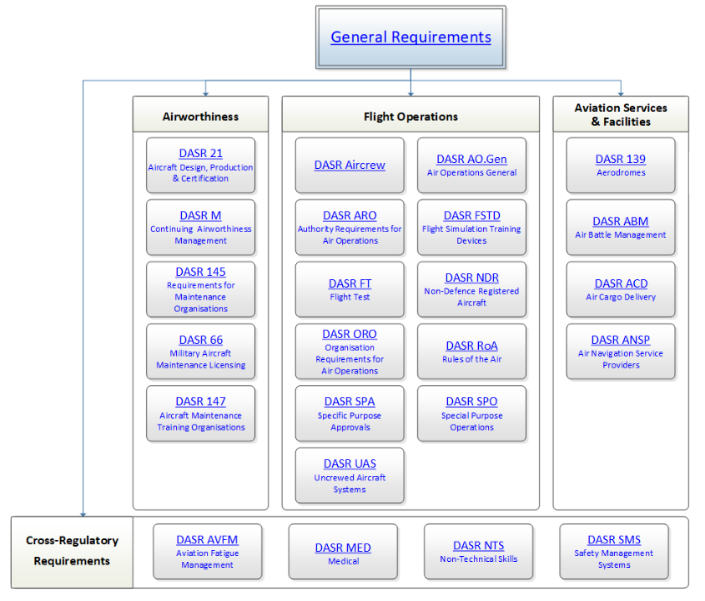 General Requirements
Airworthiness
DASR 21
Aircraft Design, Production
& Certification
DASR M
Continuing Airworthiness
Management
DASR 145
Requirements for
Maintenance
Organisations
DASR 66
Military Aircraft
Maintenance Licensing
DASR 147
Aircraft Maintenance
Training Organisations
Flight Operations
DASR Aircrew
DASR AO.Gen
Air Operations General
DASR ARO
Authority Requirements for
Air Operations
DASR FSTD
Flight Simulation Training
Devices
DASR FT
Flight Test
DASR NDR
Non-Defence Registered
Aircraft
DASR ORO
Organisation
Requirements for
Air Operations
DASR RoA
Rules of the Air
DASR SPA
Specific Purpose
Approvals
DASR SPO
Special Purpose
Operations
DASR UAS
Uncrewed Aircraft
Systems
Aviation Services
& Facilities
DASR 139
Aerodromes
DASR ABM
Air Battle Management
DASR ACD
Air Cargo Delivery
DASR ANSP
Air Navigation Service
Providers
Cross-Regulatory
Requirements
DASR AVFM
Aviation Fatigue
Management
DASR MED
Medical
DASR NTS
Non-Technical Skills
DASR SMS
Safety Management
Systems